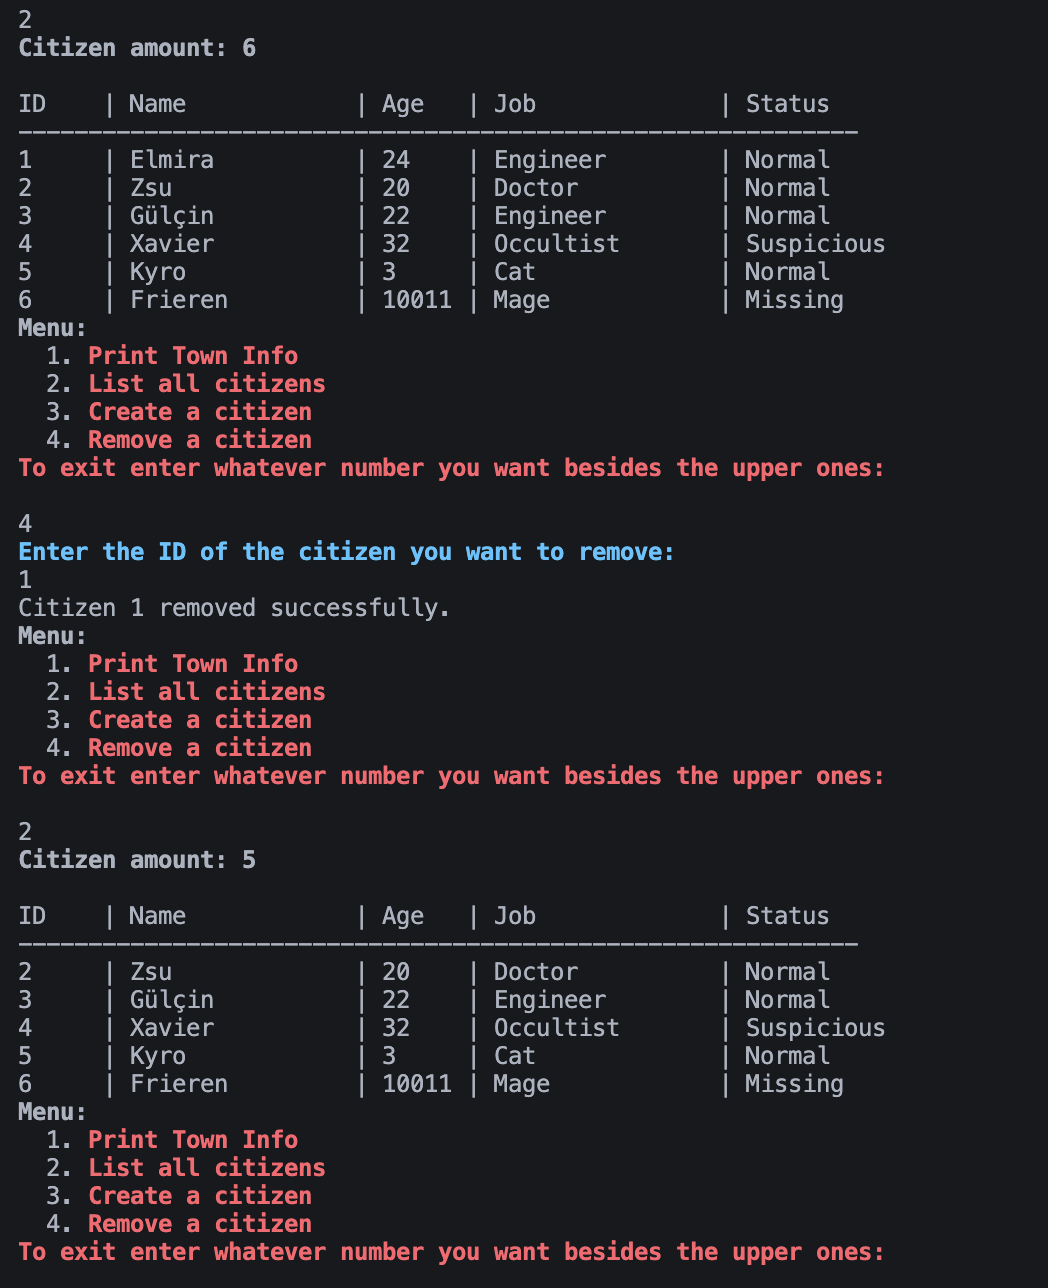 2
Citizen amount: 6
ID | Name | Age | Job | Status
------------------------------------------------------------
1 | Elmira | 24 | Engineer | Normal
2 | Zsu | 20 | Doctor | Normal
3 | Gülçin | 22 | Engineer | Normal
4 | Xavier | 32 | Occultist | Suspicious
5 | Kyro | 3 | Cat | Normal
6 | Frieren | 10011 | Mage | Missing
Menu:
1. Print Town Info
2. List all citizens
3. Create a citizen
4. Remove a citizen
To exit enter whatever number you want besides the upper ones:
4
Enter the ID of the citizen you want to remove:
1
Citizen 1 removed successfully.
Menu:
1. Print Town Info
2. List all citizens
3. Create a citizen
4. Remove a citizen
To exit enter whatever number you want besides the upper ones:
2
Citizen amount: 5
ID | Name | Age | Job | Status
------------------------------------------------------------
2 | Zsu | 20 | Doctor | Normal
3 | Gülçin | 22 | Engineer | Normal
4 | Xavier | 32 | Occultist | Suspicious
5 | Kyro | 3 | Cat | Normal
6 | Frieren | 10011 | Mage | Missing
Menu:
1. Print Town Info
2. List all citizens
3. Create a citizen
4. Remove a citizen
To exit enter whatever number you want besides the upper ones: